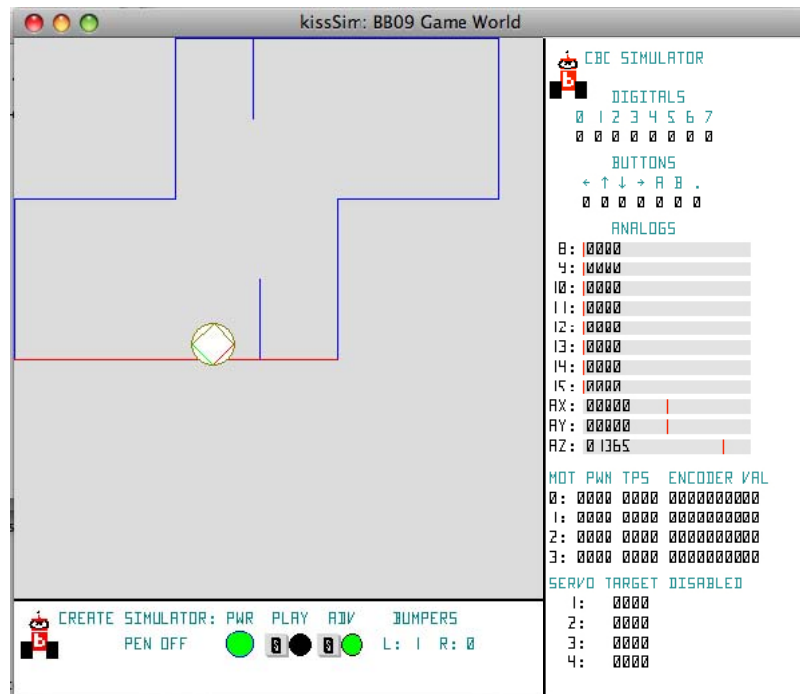 kissSim: BB09 Game World
CBC SIMULATOR
DIGITALS
0 1 2 3 4 5 6 7
0 0 0 0 0 0 0 0
BUTTONS
← ↑ ↓ → A B .
0 0 0 0 0 0 0
ANALOGS
8: 0000
9: 0000
10: 0000
11: 0000
12: 0000
13: 0000
14: 0000
15: 0000
AX: 00000
AY: 00000
AZ: 01365
MOT PWM TPS ENCODER VAL
0: 0000 0000 0000000000
1: 0000 0000 0000000000
2: 0000 0000 0000000000
3: 0000 0000 0000000000
SERVO TARGET DISABLED
1: 0000
2: 0000
3: 0000
4: 0000
CREATE SIMULATOR: PWR PLAY ADV BUMPERS
PEN OFF L: 1 R: 0